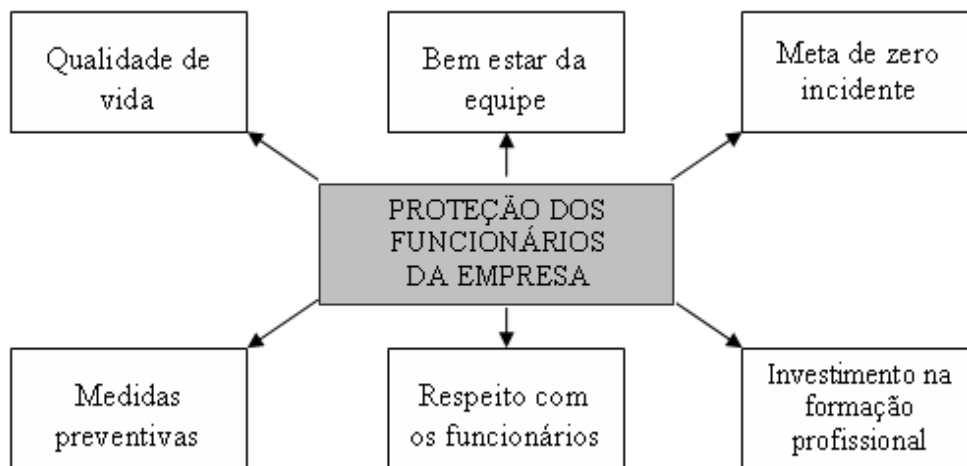 Qualidade de
vida
Bem estar da
equipe
Meta de zero
incidente
PROTEÇÃO DOS
FUNCIONÁRIOS
DA EMPRESA
Medidas
preventivas
Respeito com
os funcionários
Investimento na
formação
profissional